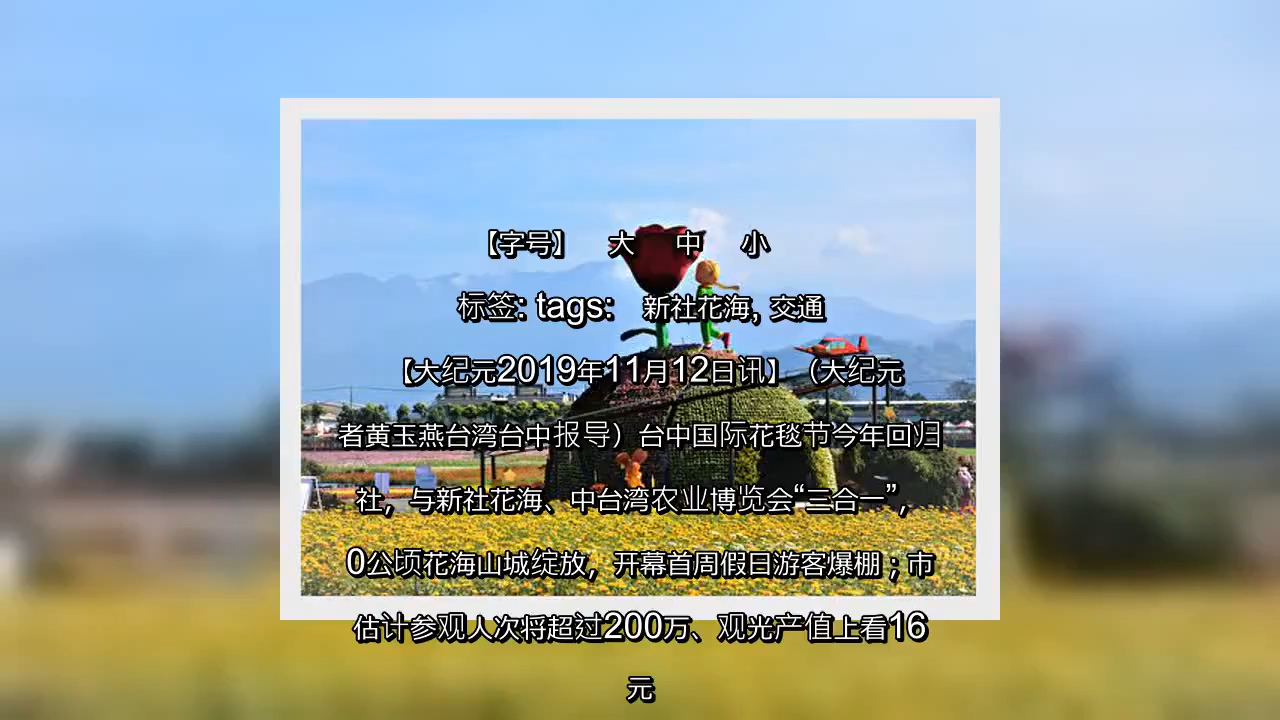 【字号】 大 中 小
标签: tags: 新社花海, 交通
【大纪元2019年11月12日讯】（大纪元
者黄玉燕台湾台中报导）台中国际花毯节今年回归
社，与新社花海、中台湾农业博览会“三合一”，
0公顷花海山城绽放，开幕首周假日游客爆棚；市
估计参观人次将超过200万、观光产值上看16
元